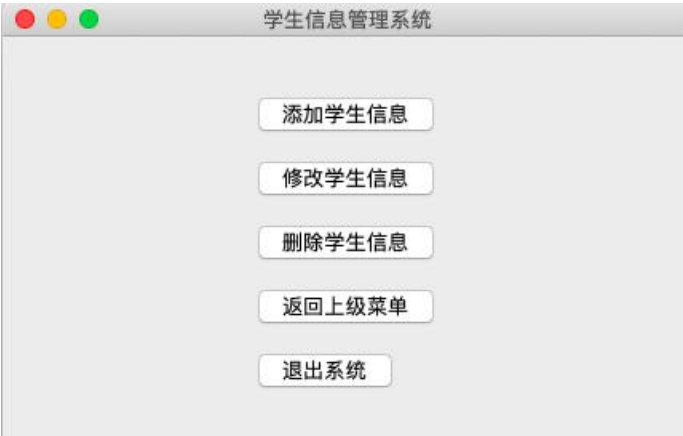 学生信息管理系统
添加学生信息
修改学生信息
删除学生信息
返回上级菜单
退出系统